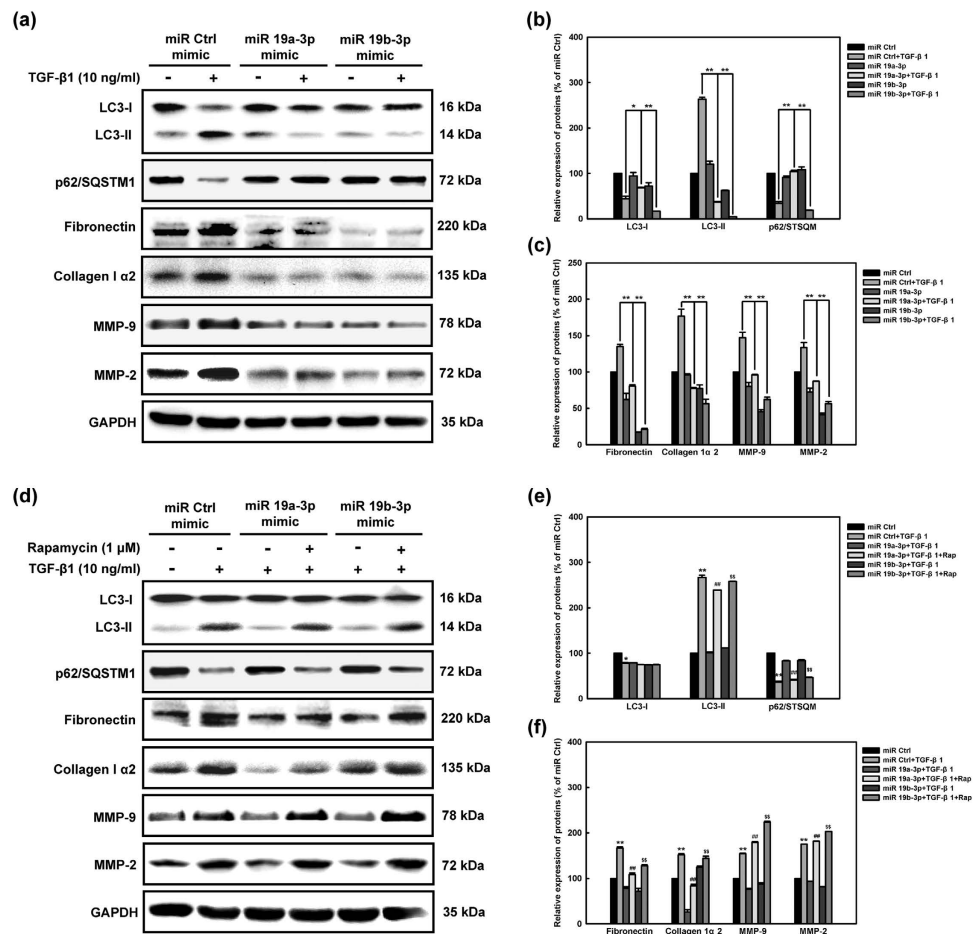 (a)
miR Ctrl mimic
miR 19a-3p mimic
miR 19b-3p mimic
TGF-β1 (10 ng/ml) - + - + - +
LC3-I 16 kDa
LC3-II 14 kDa
p62/SQSTM1 72 kDa
Fibronectin 220 kDa
Collagen I α2 135 kDa
MMP-9 78 kDa
MMP-2 72 kDa
GAPDH 35 kDa
(b)
Relative expression of proteins (% of miR Ctrl)
400
300
200
100
0
* **
** **
** **
LC3-I LC3-II p62/STSQM
miR Ctrl
miR Ctrl+TGF-β 1
miR 19a-3p
miR 19a-3p+TGF-β 1
miR 19b-3p
miR 19b-3p+TGF-β 1
(c)
Relative expression of proteins (% of miR Ctrl)
250
200
150
100
50
0
** **
** **
** **
** **
Fibronectin Collagen 1α 2 MMP-9 MMP-2
miR Ctrl
miR Ctrl+TGF-β 1
miR 19a-3p
miR 19a-3p+TGF-β 1
miR 19b-3p
miR 19b-3p+TGF-β 1
(d)
miR Ctrl mimic
miR 19a-3p mimic
miR 19b-3p mimic
Rapamycin (1 μM) - - - + - +
TGF-β1 (10 ng/ml) - + + + + +
LC3-I 16 kDa
LC3-II 14 kDa
p62/SQSTM1 72 kDa
Fibronectin 220 kDa
Collagen I α2 135 kDa
MMP-9 78 kDa
MMP-2 72 kDa
GAPDH 35 kDa
(e)
Relative expression of proteins (% of miR Ctrl)
400
300
200
100
0
*
** ## $$
** ## $$
LC3-I LC3-II p62/STSQM
miR Ctrl
miR Ctrl+TGF-β 1
miR 19a-3p+TGF-β 1
miR 19a-3p+TGF-β 1+Rap
miR 19b-3p+TGF-β 1
miR 19b-3p+TGF-β 1+Rap
(f)
Relative expression of proteins (% of miR Ctrl)
400
300
200
100
0
** ## $$
** ## $$
** ## $$
** ## $$
Fibronectin Collagen 1α 2 MMP-9 MMP-2
miR Ctrl
miR Ctrl+TGF-β 1
miR 19a-3p+TGF-β 1
miR 19a-3p+TGF-β 1+Rap
miR 19b-3p+TGF-β 1
miR 19b-3p+TGF-β 1+Rap